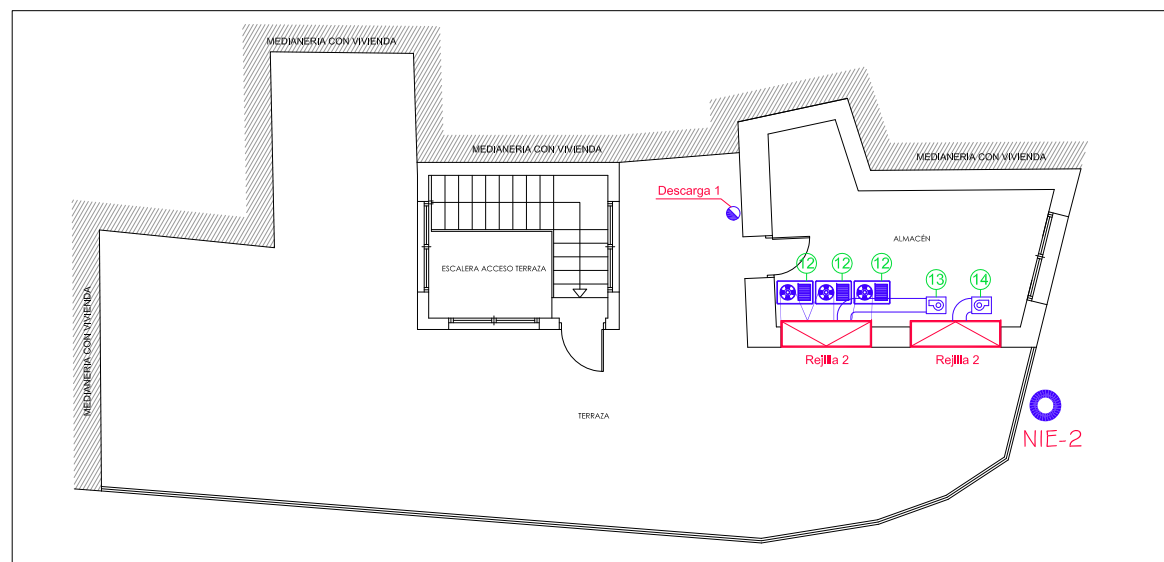 MEDIANERIA CON VIVIENDA
MEDIANERIA CON VIVIENDA
MEDIANERIA CON VIVIENDA
Descarga 1
ALMACÉN
ESCALERA ACCESO TERRAZA
12
12
12
13
14
MEDIANERIA CON VIVIENDA
Rejilla 2
Rejilla 2
TERRAZA
NIE-2